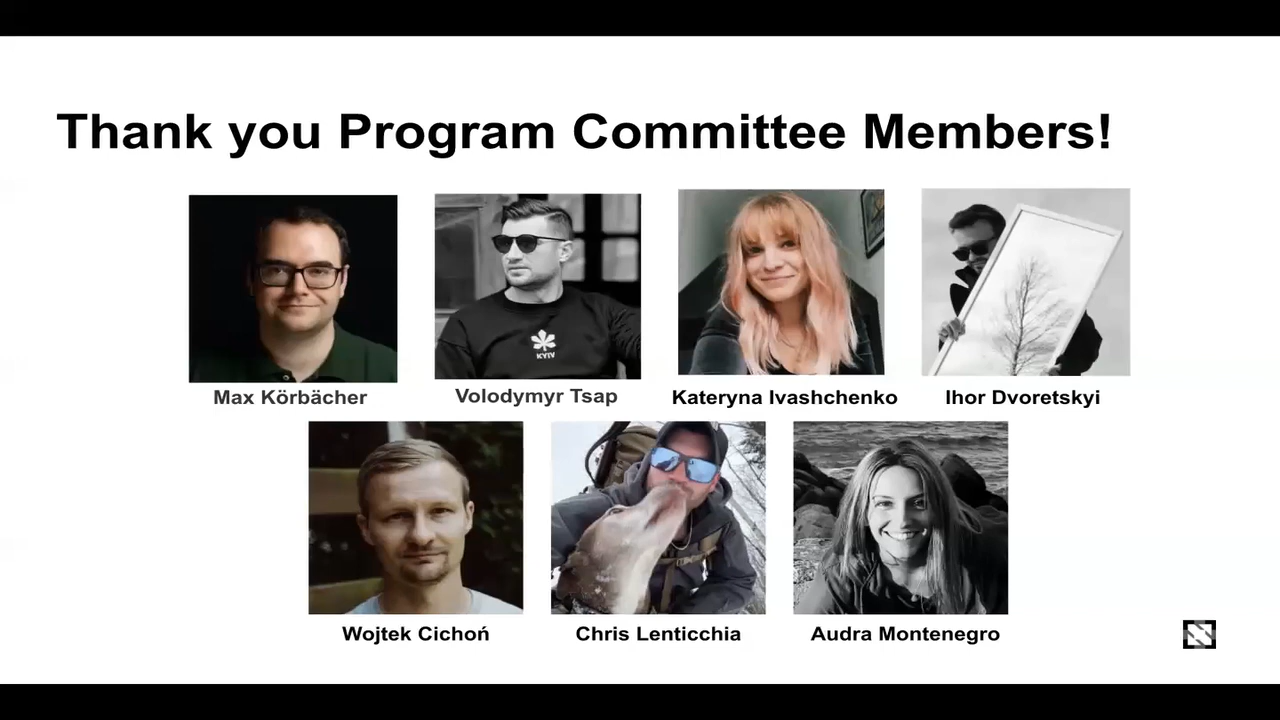 Thank you Program Committee Members!
KYIV
Max Körbächer
Volodymyr Tsap
Kateryna Ivashchenko
Ihor Dvoretskyi
Wojtek Cichoń
Chris Lenticchia
Audra Montenegro